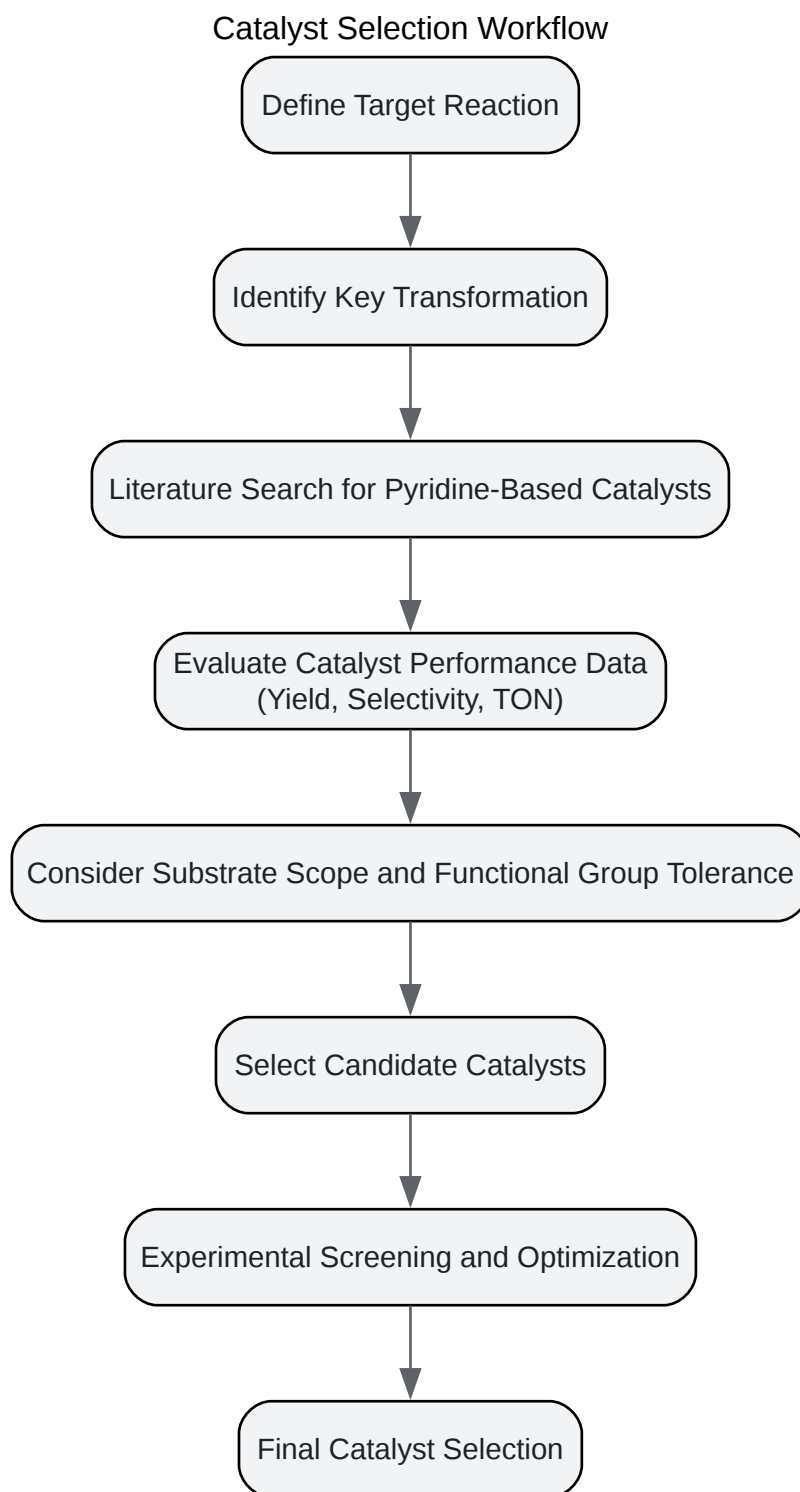 Catalyst Selection Workflow
Define Target Reaction
Identify Key Transformation
Literature Search for Pyridine-Based Catalysts
Evaluate Catalyst Performance Data
(Yield, Selectivity, TON)
Consider Substrate Scope and Functional Group Tolerance
Select Candidate Catalysts
Experimental Screening and Optimization
Final Catalyst Selection